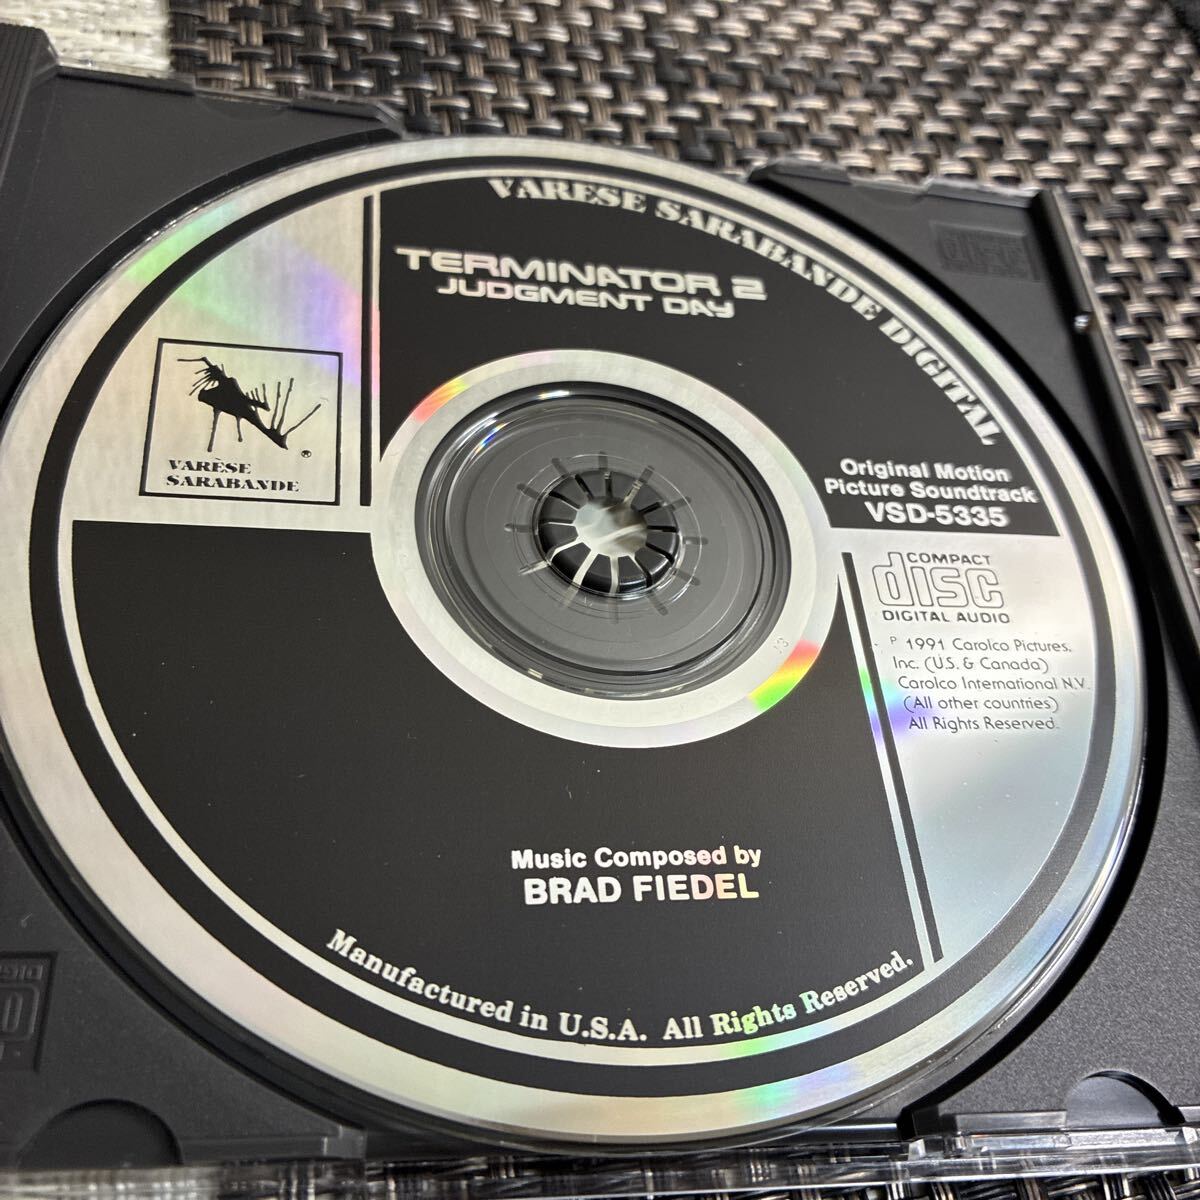 VARESE SARABANDE DIGITAL
TERMINATOR 2
JUDGMENT DAY
VARÈSE
SARABANDE
®
Original Motion
Picture Soundtrack
VSD-5335
COMPACT
disc
DIGITAL AUDIO
℗ 1991 Carolco Pictures,
Inc. (U.S. & Canada)
Carolco International N.V.
(All other countries)
All Rights Reserved.
Music Composed by
BRAD FIEDEL
Manufactured in U.S.A. All Rights Reserved.